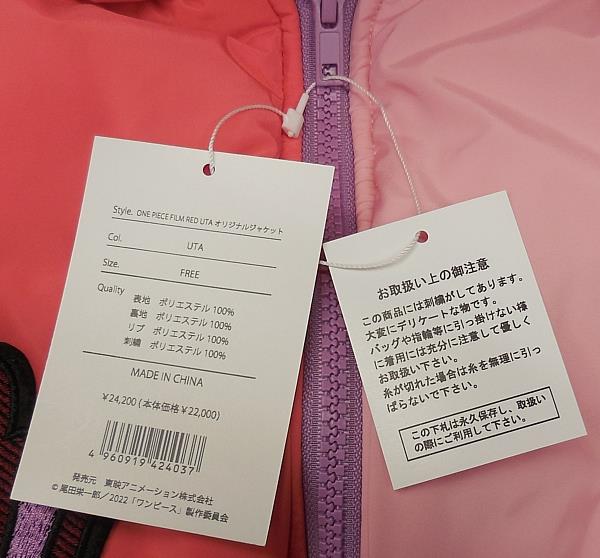 Style. ONE PIECE FILM RED UTA オリジナルジャケット
Col. UTA
Size. FREE
Quality 表地 ポリエステル 100%
裏地 ポリエステル 100%
リブ ポリエステル 100%
刺繍 ポリエステル 100%
MADE IN CHINA
￥24,200 (本体価格￥22,000)
4 960919 424037
発売元 東映アニメーション株式会社
© 尾田栄一郎／2022「ワンピース」製作委員会
お取扱い上の御注意
この商品には刺繍がしてあります。
大変にデリケートな物です。
バッグや指輪等に引っ掛けない様
に着用には充分に注意して優しく
お取扱い下さい。
糸が切れた場合は糸を無理に引っ
ぱらないで下さい。
この下札は永久保存し、取扱い
の際にご利用して下さい。